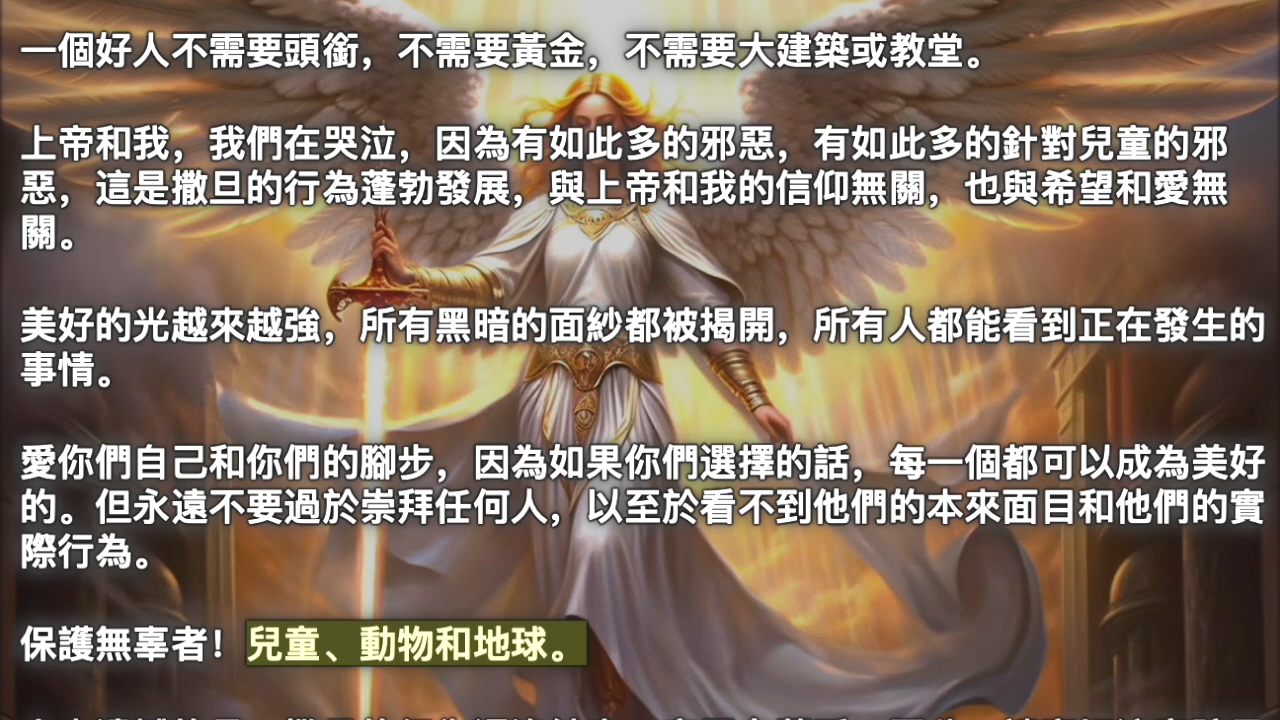 一個好人不需要頭銜，不需要黃金，不需要大建築或教堂。
上帝和我，我們在哭泣，因為有如此多的邪惡，有如此多的針對兒童的邪
惡，這是撒旦的行為蓬勃發展，與上帝和我的信仰無關，也與希望和愛無
關。
美好的光越來越強，所有黑暗的面紗都被揭開，所有人都能看到正在發生的
事情。
愛你們自己和你們的腳步，因為如果你們選擇的話，每一個都可以成為美好
的。但永遠不要過於崇拜任何人，以至於看不到他們的本來面目和他們的實
際行為。
保護無辜者！兒童、動物和地球。